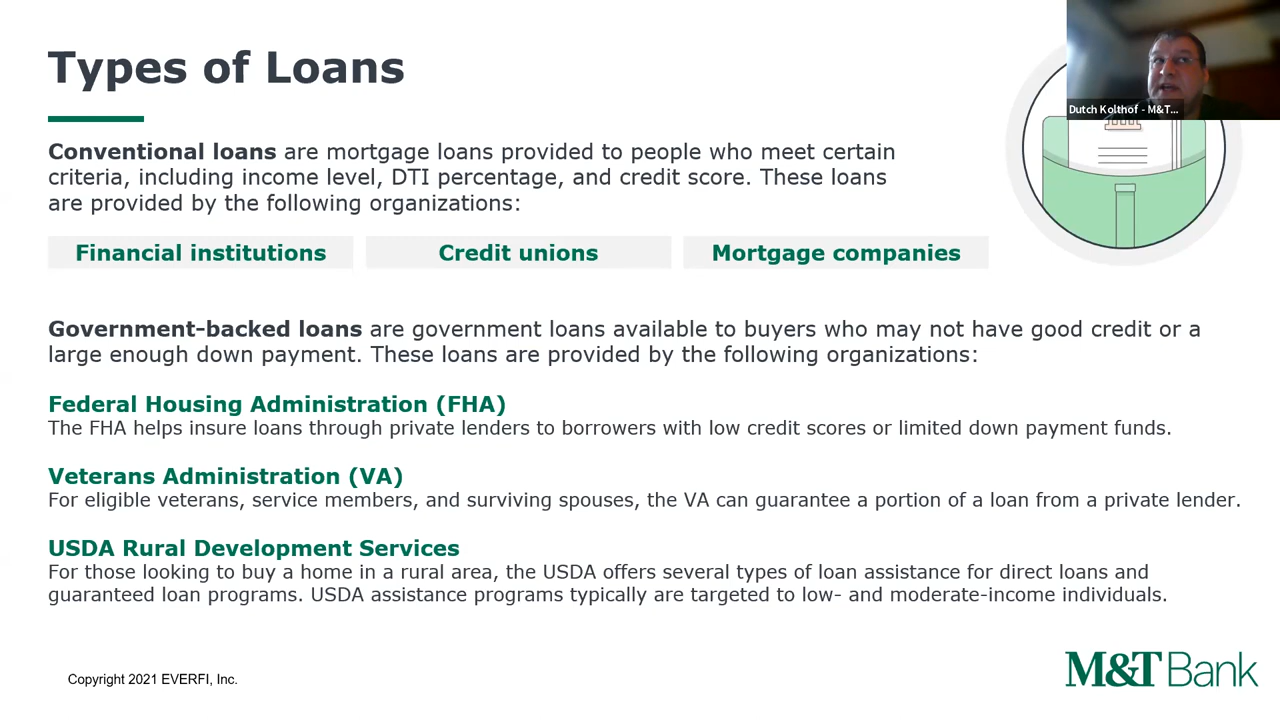 Types of Loans
Dutch Kolthof - M&T...
Conventional loans are mortgage loans provided to people who meet certain
criteria, including income level, DTI percentage, and credit score. These loans
are provided by the following organizations:
Financial institutions
Credit unions
Mortgage companies
Government-backed loans are government loans available to buyers who may not have good credit or a
large enough down payment. These loans are provided by the following organizations:
Federal Housing Administration (FHA)
The FHA helps insure loans through private lenders to borrowers with low credit scores or limited down payment funds.
Veterans Administration (VA)
For eligible veterans, service members, and surviving spouses, the VA can guarantee a portion of a loan from a private lender.
USDA Rural Development Services
For those looking to buy a home in a rural area, the USDA offers several types of loan assistance for direct loans and
guaranteed loan programs. USDA assistance programs typically are targeted to low- and moderate-income individuals.
Copyright 2021 EVERFI, Inc.
M&T Bank